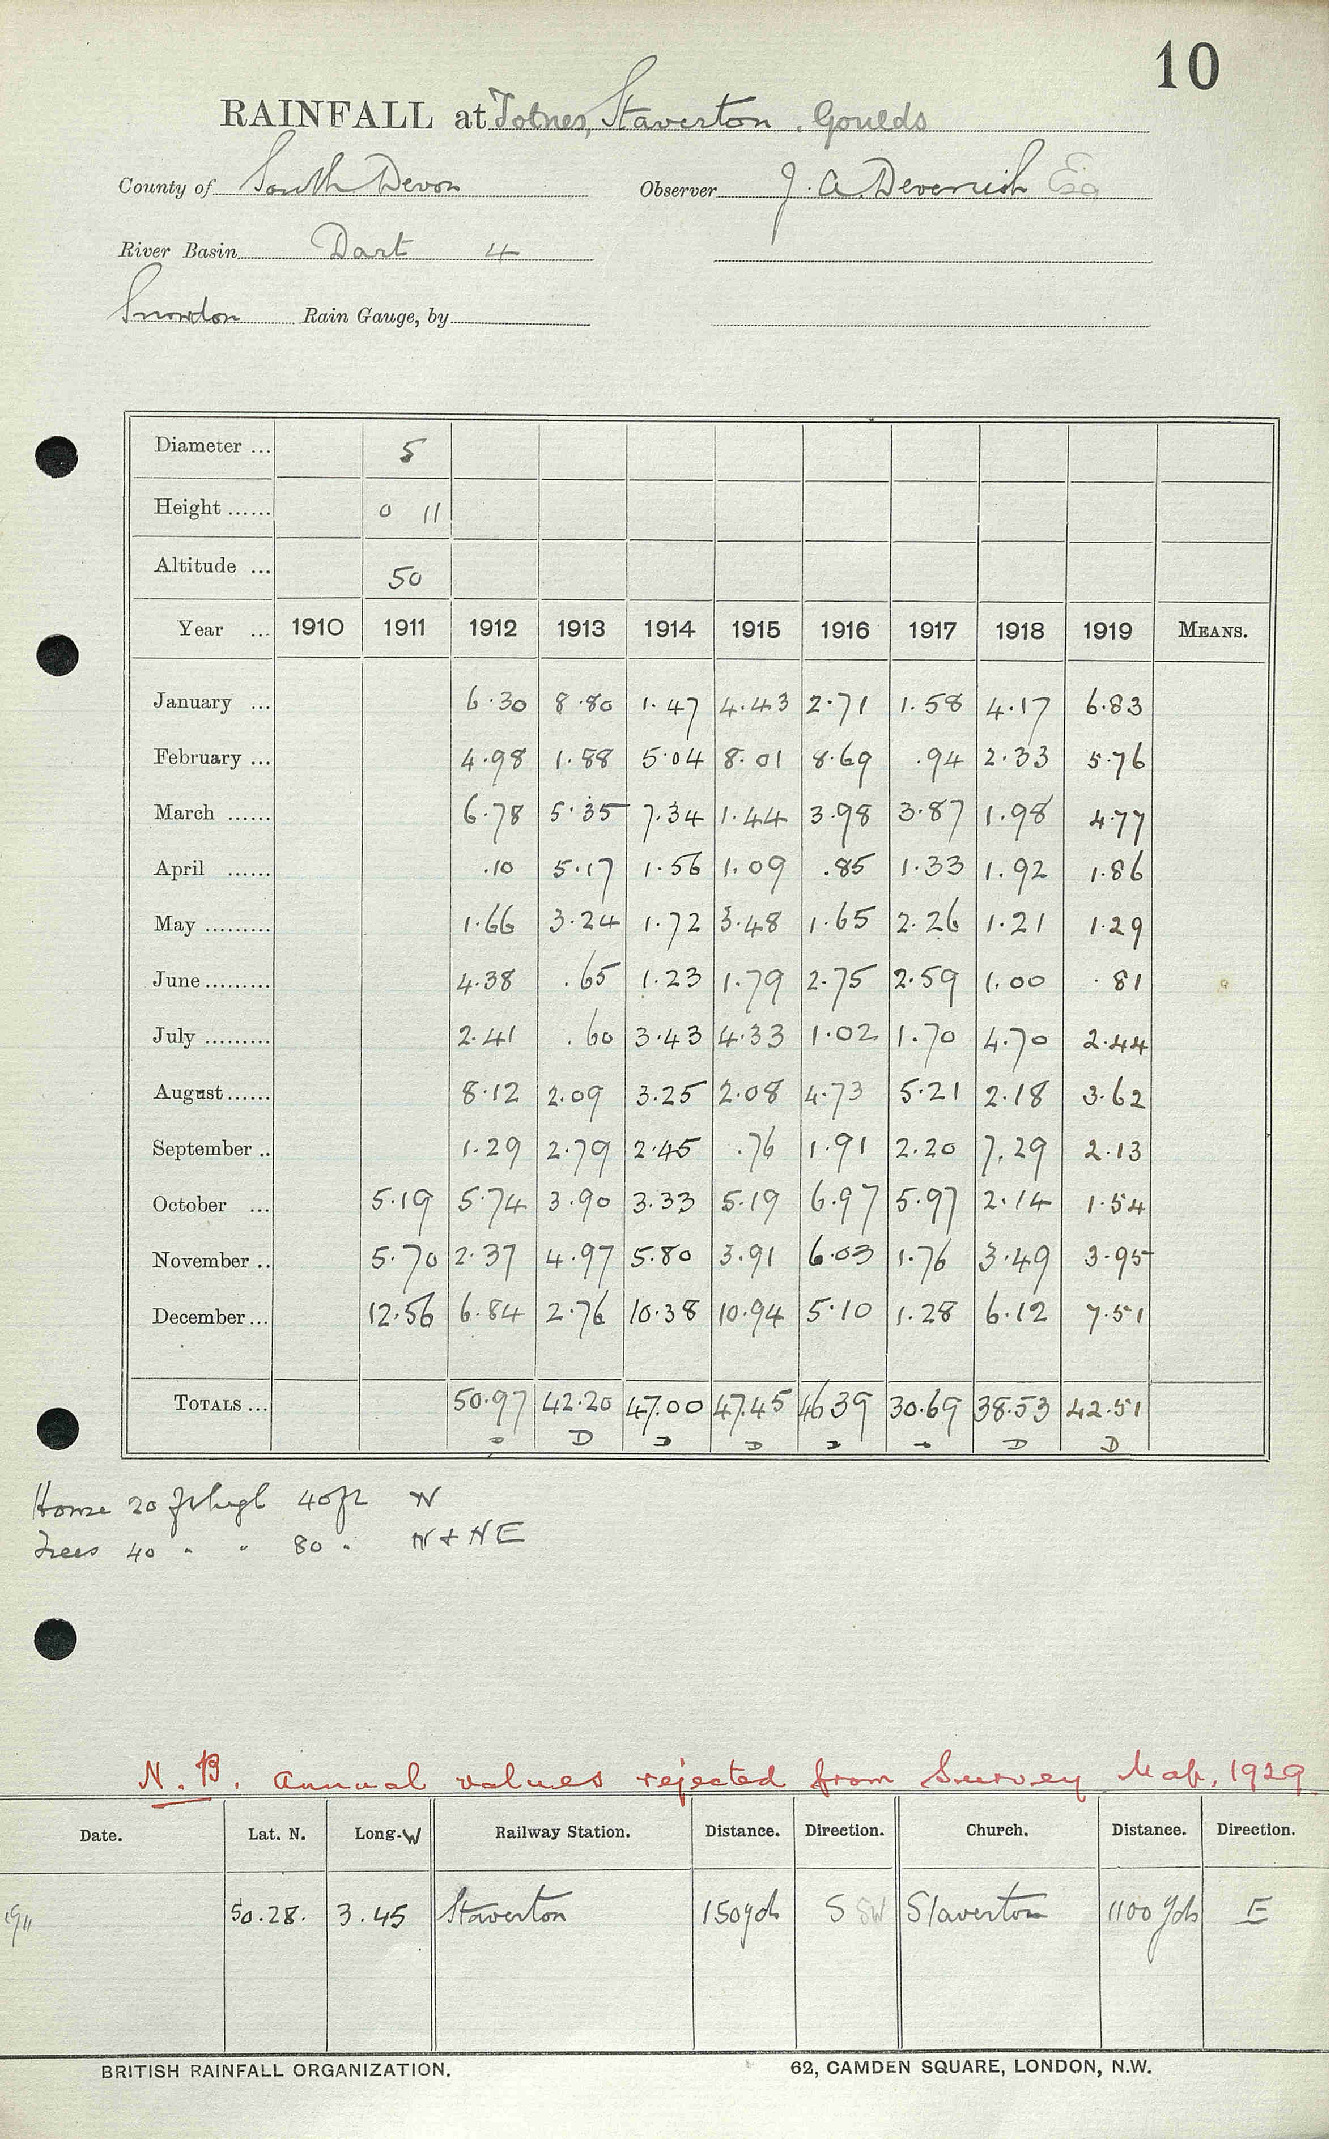 10
RAINFALL at Totnes, Staverton . Goulds
County of South Devon Observer J. A. Devenish Esq
River Basin Dart 4
Snowdon Rain Gauge, by
Diameter ... 5
Height ...... 0 11
Altitude ... 50
Year ... 1910 1911 1912 1913 1914 1915 1916 1917 1918 1919 MEANS.
January ... 6.30 8.80 1.47 4.43 2.71 1.58 4.17 6.83
February ... 4.98 1.88 5.04 8.01 8.69 .94 2.33 5.76
March ...... 6.78 5.35 7.34 1.44 3.98 3.87 1.98 4.77
April ...... .10 5.17 1.56 1.09 .85 1.33 1.92 1.86
May ......... 1.66 3.24 1.72 3.48 1.65 2.26 1.21 1.29
June ......... 4.38 .65 1.23 1.79 2.75 2.59 1.00 .81
July ......... 2.41 .60 3.43 4.33 1.02 1.70 4.70 2.44
August ...... 8.12 2.09 3.25 2.08 4.73 5.21 2.18 3.62
September .. 1.29 2.79 2.45 .76 1.91 2.20 7.29 2.13
October ... 5.19 5.74 3.90 3.33 5.19 6.97 5.97 2.14 1.54
November .. 5.70 2.37 4.97 5.80 3.91 6.03 1.76 3.49 3.95
December ... 12.56 6.84 2.76 10.38 10.94 5.10 1.28 6.12 7.51
TOTALS ... 50.97 42.20 47.00 47.45 46.39 30.69 38.53 42.51
D D D D D D D D
House 20 ft high 40 ft N
Trees 40 " " 80 " N + NE
N.B. Annual values rejected from Survey Map, 1929
Date. Lat. N. Long. W Railway Station. Distance. Direction. Church. Distance. Direction.
1911 50.28. 3.45 Staverton 150 yds S SW Staverton 1100 yds E
BRITISH RAINFALL ORGANIZATION. 62, CAMDEN SQUARE, LONDON, N.W.